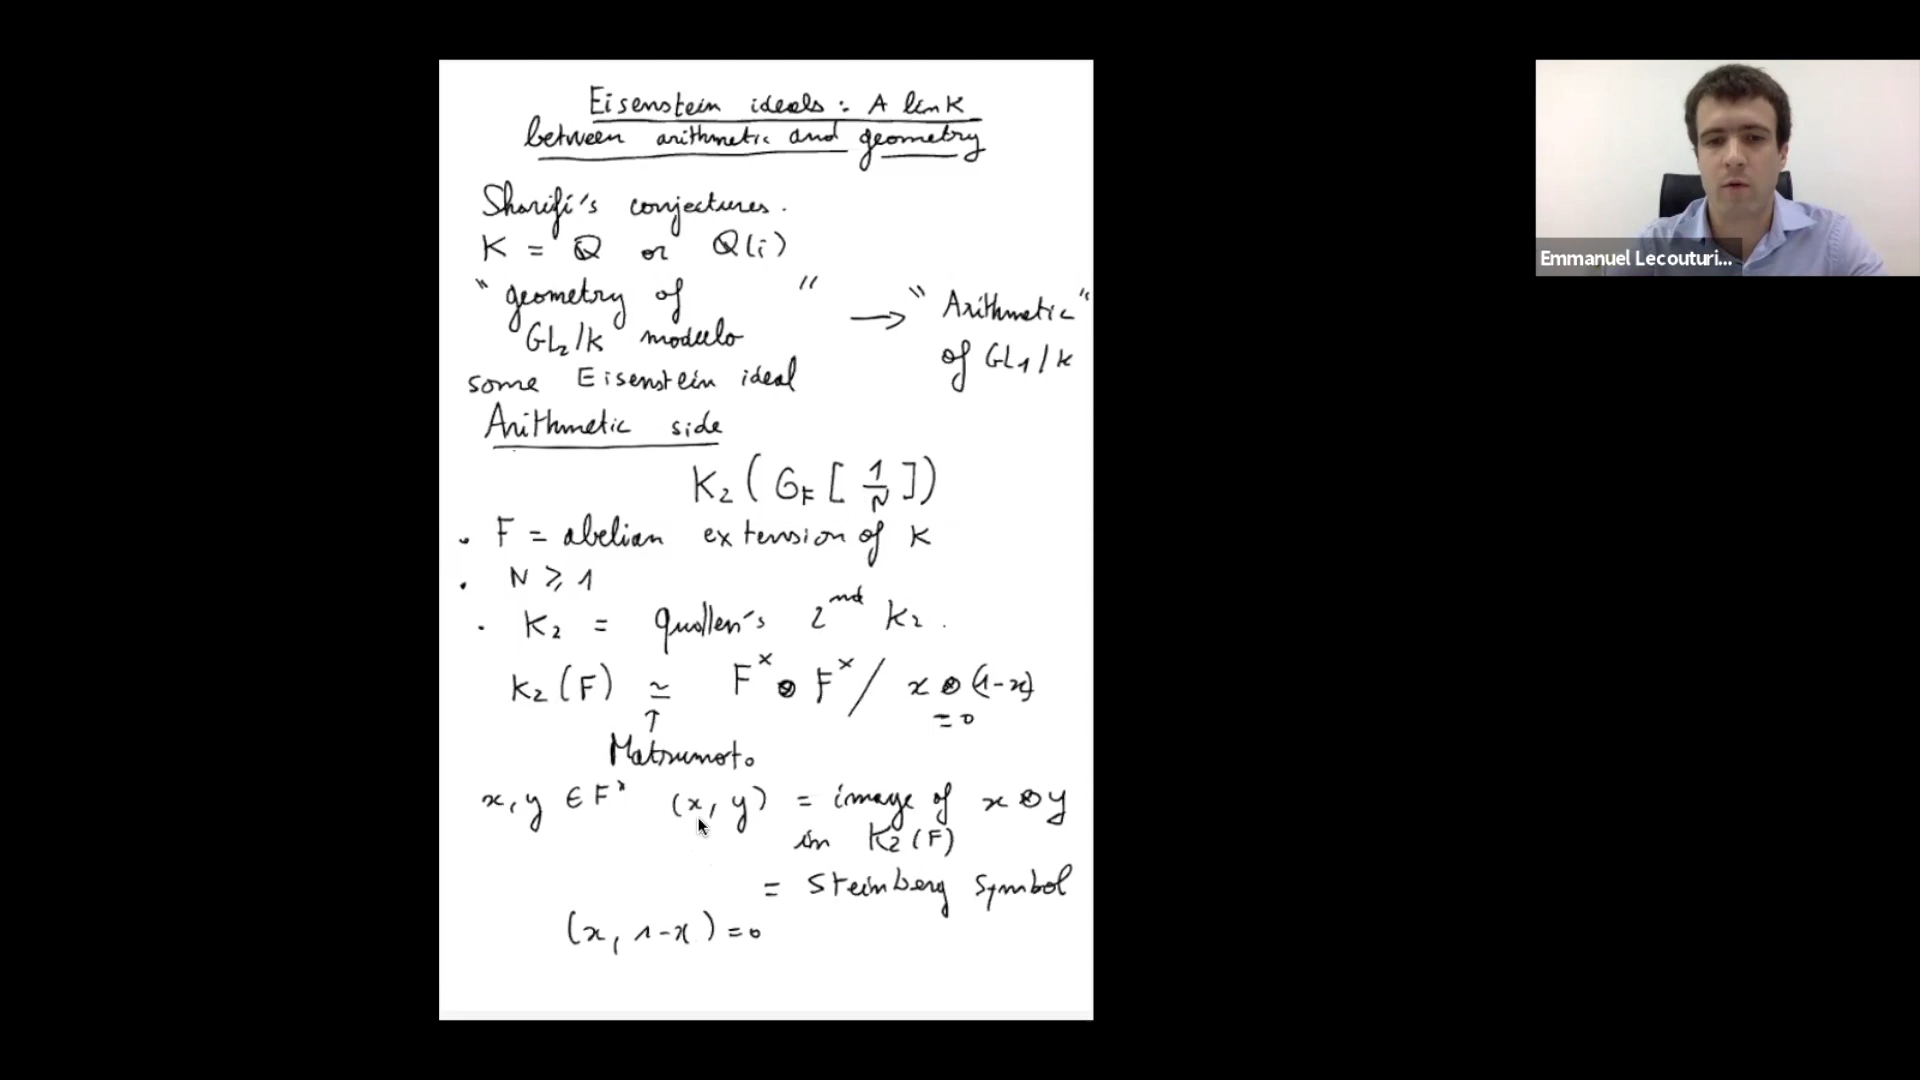 Eisenstein ideals : A link
between arithmetic and geometry
Sharifi's conjectures.
K = Q or Q(i)
"geometry of GL₂/K modulo some Eisenstein ideal" → "Arithmetic" of GL1/K
Arithmetic side
K₂(O_F[1/N])
• F = abelian extension of K
• N ⩾ 1
• K₂ = Quillen's 2nd K₂.
K₂(F) ≃ F^× ⊗ F^× / x ⊗ (1-x) = 0
↑
Matsumoto
x, y ∈ F^× (x, y) = image of x ⊗ y
in K₂(F)
= Steinberg symbol
(x, 1-x) = 0
Emmanuel Lecouturi...